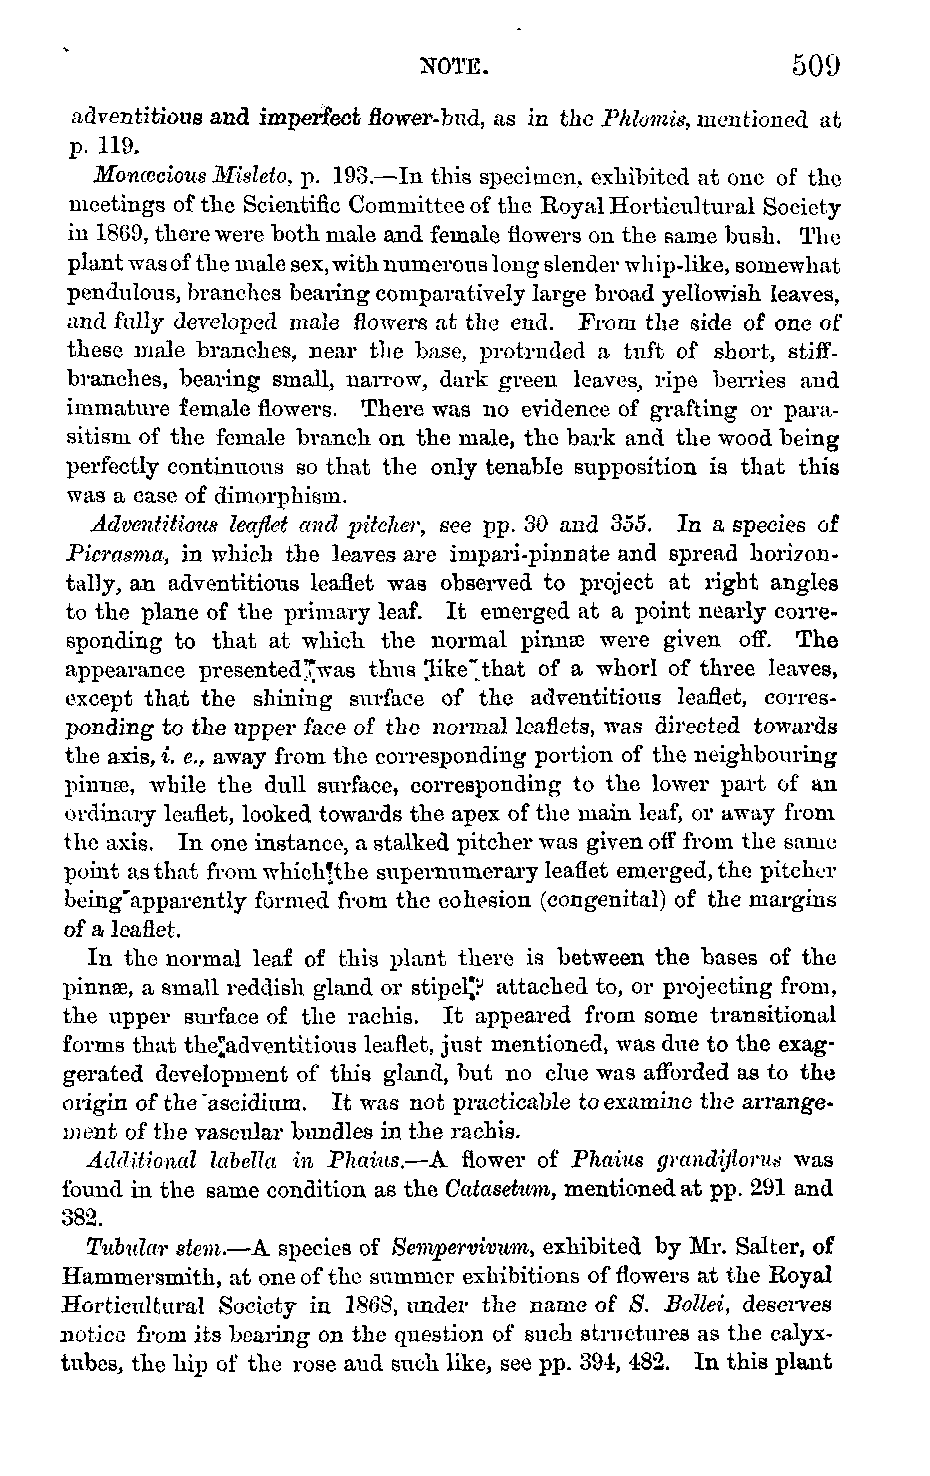 NOTE. 509
adventitious and imperfect flower-bud, as in the Phlomis, mentioned at
p. 119.
Monœcious Misleto, p. 193.—In this specimen, exhibited at one of the
meetings of the Scientific Committee of the Royal Horticultural Society
in 1869, there were both male and female flowers on the same bush. The
plant was of the male sex, with numerous long slender whip-like, somewhat
pendulous, branches bearing comparatively large broad yellowish leaves,
and fully developed male flowers at the end. From the side of one of
these male branches, near the base, protruded a tuft of short, stiff-
branches, bearing small, narrow, dark green leaves, ripe berries and
immature female flowers. There was no evidence of grafting or para-
sitism of the female branch on the male, the bark and the wood being
perfectly continuous so that the only tenable supposition is that this
was a case of dimorphism.
Adventitious leaflet and pitcher, see pp. 30 and 355. In a species of
Picrasma, in which the leaves are impari-pinnate and spread horizon-
tally, an adventitious leaflet was observed to project at right angles
to the plane of the primary leaf. It emerged at a point nearly corre-
sponding to that at which the normal pinnæ were given off. The
appearance presented was thus like that of a whorl of three leaves,
except that the shining surface of the adventitious leaflet, corres-
ponding to the upper face of the normal leaflets, was directed towards
the axis, i. e., away from the corresponding portion of the neighbouring
pinnæ, while the dull surface, corresponding to the lower part of an
ordinary leaflet, looked towards the apex of the main leaf, or away from
the axis. In one instance, a stalked pitcher was given off from the same
point as that from which the supernumerary leaflet emerged, the pitcher
being apparently formed from the cohesion (congenital) of the margins
of a leaflet.
In the normal leaf of this plant there is between the bases of the
pinnæ, a small reddish gland or stipel? attached to, or projecting from,
the upper surface of the rachis. It appeared from some transitional
forms that the adventitious leaflet, just mentioned, was due to the exag-
gerated development of this gland, but no clue was afforded as to the
origin of the ascidium. It was not practicable to examine the arrange-
ment of the vascular bundles in the rachis.
Additional labella in Phaius.—A flower of Phaius grandiflorus was
found in the same condition as the Catasetum, mentioned at pp. 291 and
382.
Tubular stem.—A species of Sempervivum, exhibited by Mr. Salter, of
Hammersmith, at one of the summer exhibitions of flowers at the Royal
Horticultural Society in 1868, under the name of S. Bollei, deserves
notice from its bearing on the question of such structures as the calyx-
tubes, the hip of the rose and such like, see pp. 394, 482. In this plant